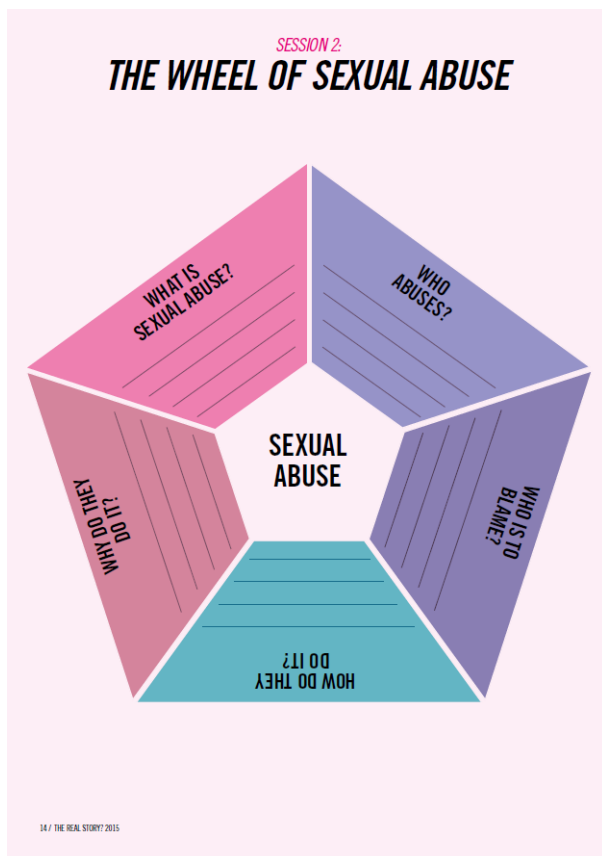 SESSION 2:
THE WHEEL OF SEXUAL ABUSE
WHAT IS
SEXUAL ABUSE?
WHO
ABUSES?
SEXUAL
ABUSE
WHY DO THEY
DO IT?
WHO IS TO
BLAME?
HOW DO THEY
DO IT?
14 / THE REAL STORY? 2015